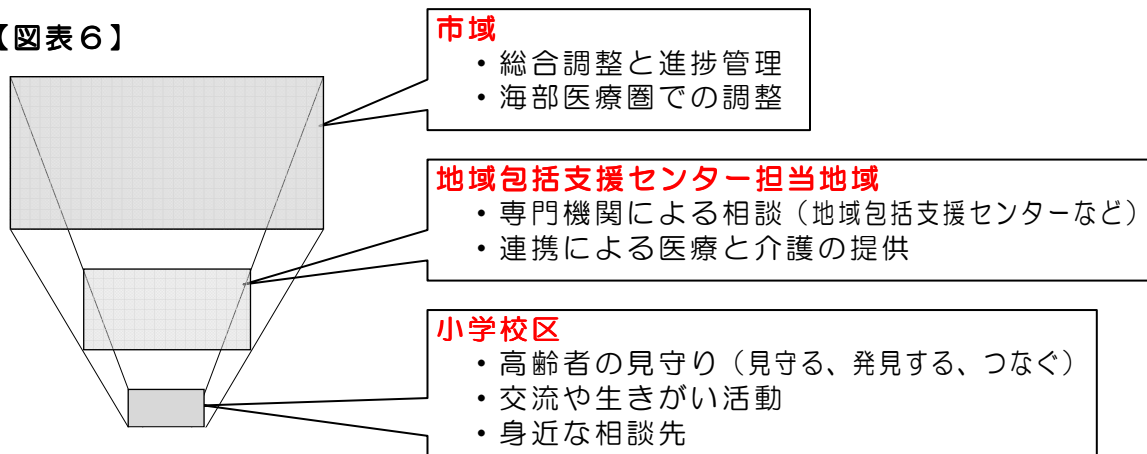 【図表６】
市域
・総合調整と進捗管理
・海部医療圏での調整
地域包括支援センター担当地域
・専門機関による相談（地域包括支援センターなど）
・連携による医療と介護の提供
小学校区
・高齢者の見守り（見守る、発見する、つなぐ）
・交流や生きがい活動
・身近な相談先